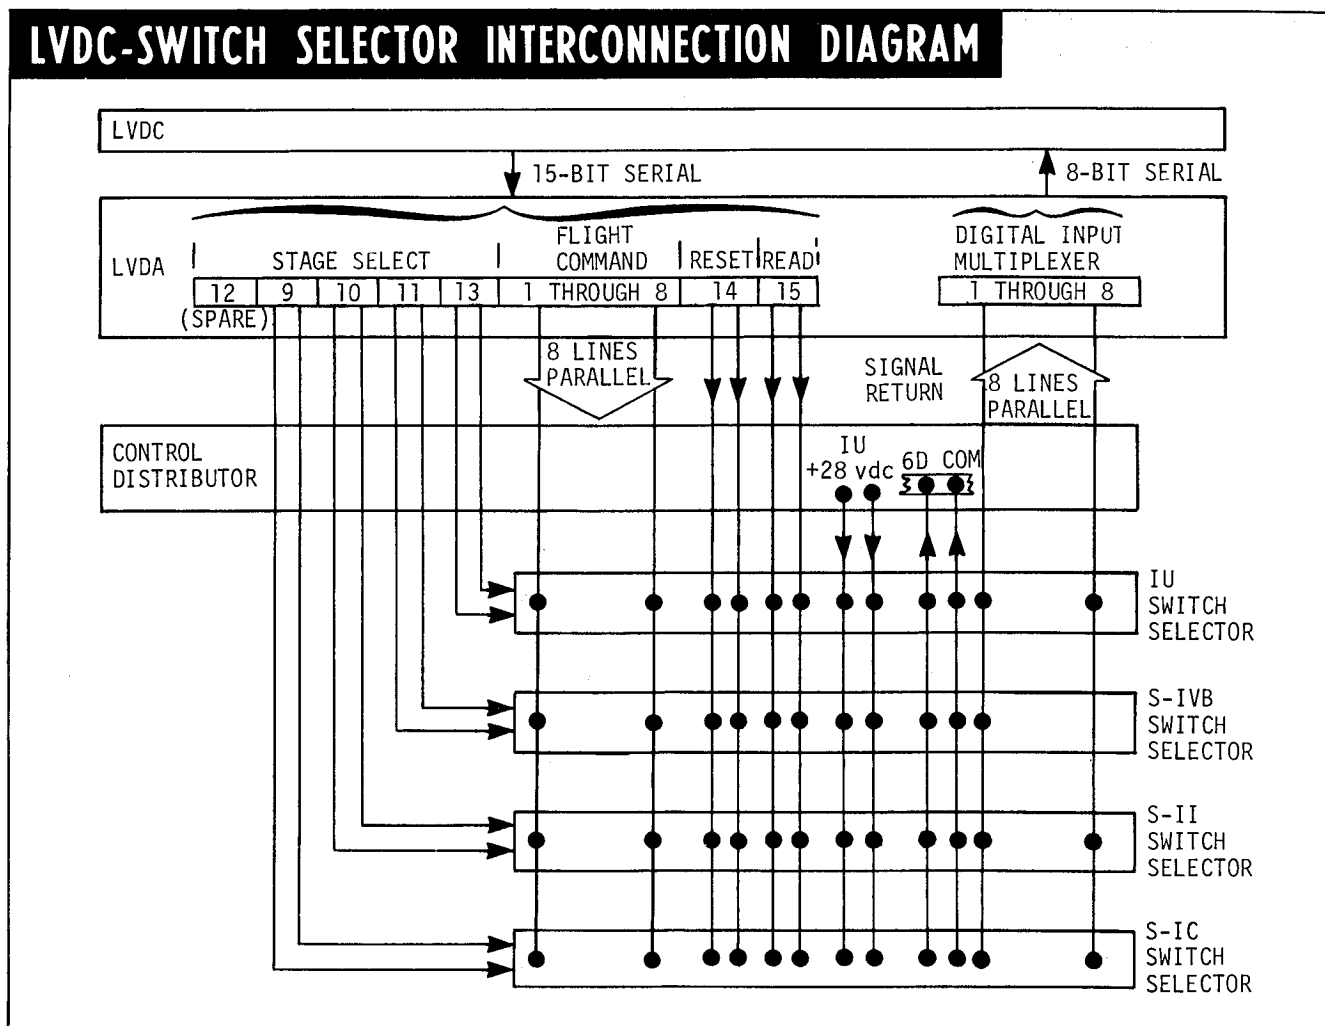 LVDC-SWITCH SELECTOR INTERCONNECTION DIAGRAM
LVDC
15-BIT SERIAL
8-BIT SERIAL
LVDA
STAGE SELECT
FLIGHT
COMMAND
RESET
READ
DIGITAL INPUT
MULTIPLEXER
12
9
10
11
13
1 THROUGH 8
14
15
1 THROUGH 8
(SPARE)
8 LINES
PARALLEL
SIGNAL
RETURN
8 LINES
PARALLEL
CONTROL
DISTRIBUTOR
IU
+28 vdc
6D COM
IU
SWITCH
SELECTOR
S-IVB
SWITCH
SELECTOR
S-II
SWITCH
SELECTOR
S-IC
SWITCH
SELECTOR